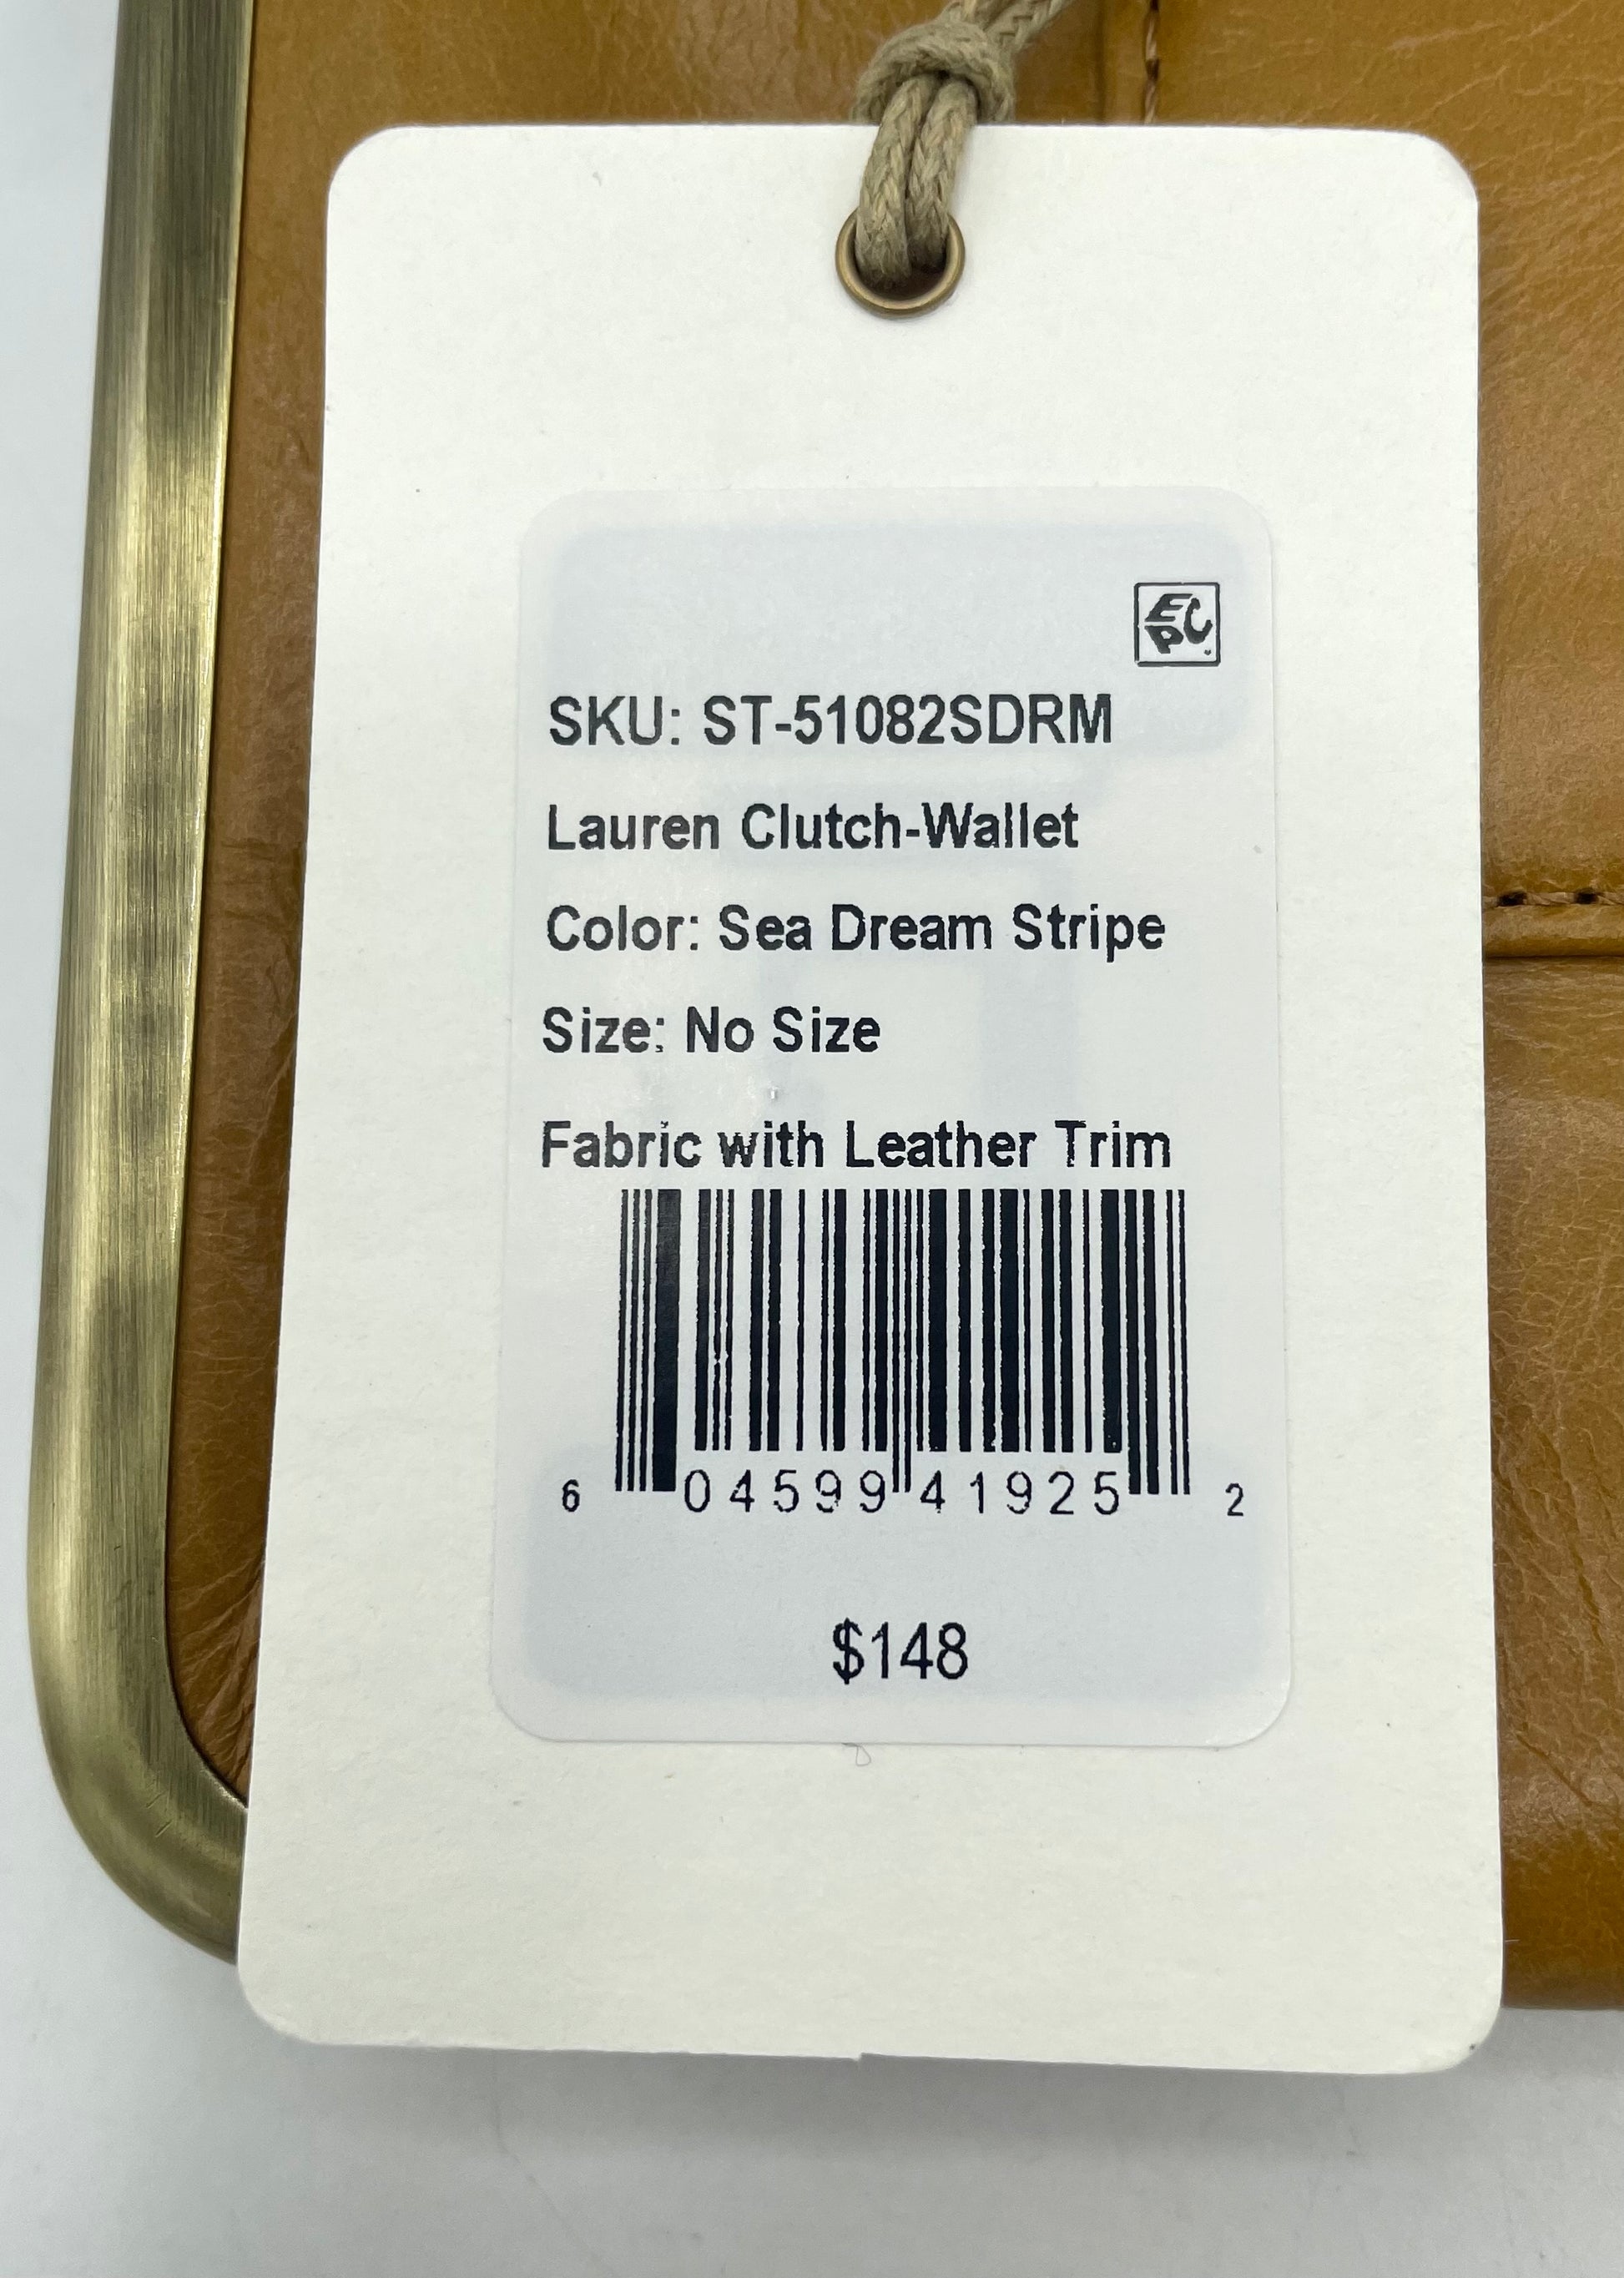 EPC
SKU: ST-51082SDRM
Lauren Clutch-Wallet
Color: Sea Dream Stripe
Size: No Size
Fabric with Leather Trim
6 04599 41925 2
$148